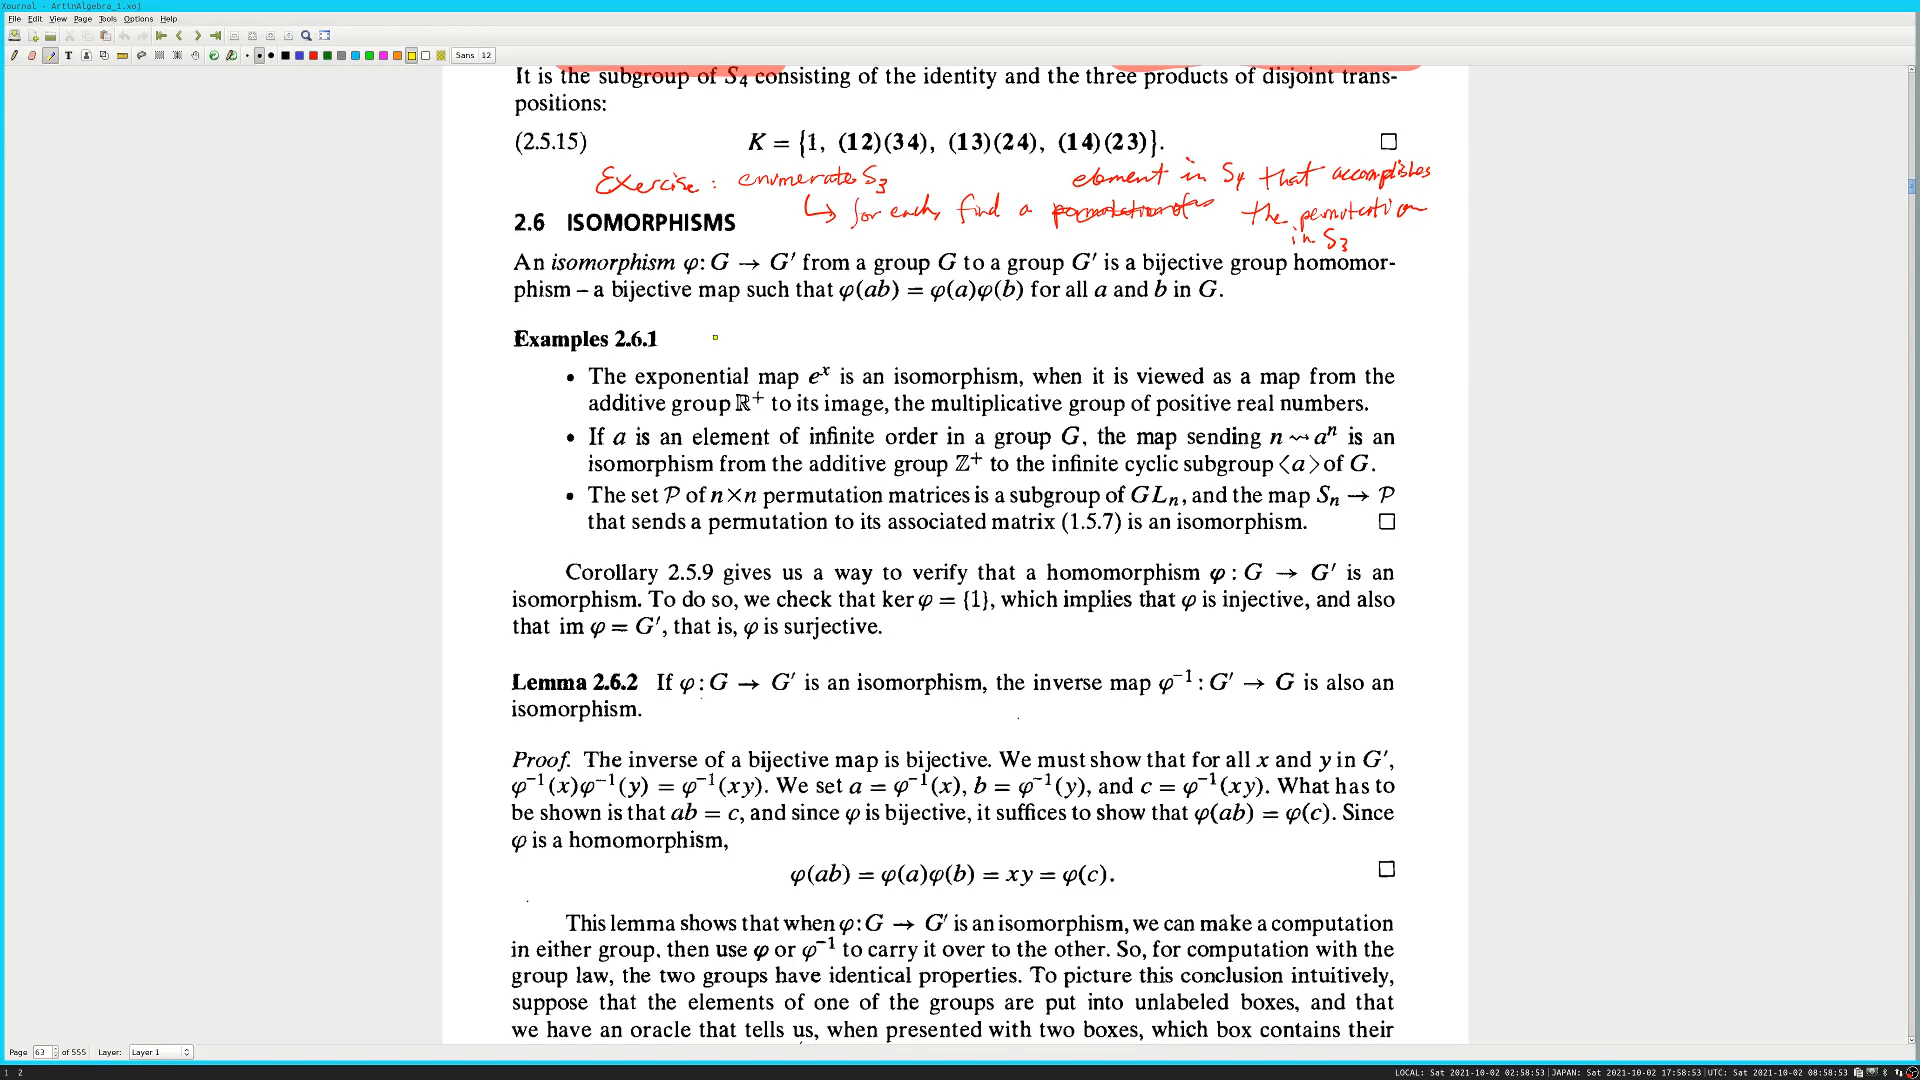 Xournal - ArtinAlgebra_1.xoj
File Edit View Page Tools Options Help
Sans 12
It is the subgroup of S₄ consisting of the identity and the three products of disjoint trans-
positions:
(2.5.15) K = {1, (12)(34), (13)(24), (14)(23)}. □
Exercise: enumerate S₃
↳ for each, find a permutation of element in S₄ that accomplishes the permutation in S₃
2.6 ISOMORPHISMS
An isomorphism φ: G → G′ from a group G to a group G′ is a bijective group homomor-
phism – a bijective map such that φ(ab) = φ(a)φ(b) for all a and b in G.
Examples 2.6.1
• The exponential map eˣ is an isomorphism, when it is viewed as a map from the
additive group ℝ⁺ to its image, the multiplicative group of positive real numbers.
• If a is an element of infinite order in a group G, the map sending n ⇝ aⁿ is an
isomorphism from the additive group ℤ⁺ to the infinite cyclic subgroup <a> of G.
• The set 𝒫 of n×n permutation matrices is a subgroup of GLₙ, and the map Sₙ → 𝒫
that sends a permutation to its associated matrix (1.5.7) is an isomorphism. □
Corollary 2.5.9 gives us a way to verify that a homomorphism φ : G → G′ is an
isomorphism. To do so, we check that ker φ = {1}, which implies that φ is injective, and also
that im φ = G′, that is, φ is surjective.
Lemma 2.6.2 If φ : G → G′ is an isomorphism, the inverse map φ⁻¹ : G′ → G is also an
isomorphism.
Proof. The inverse of a bijective map is bijective. We must show that for all x and y in G′,
φ⁻¹(x)φ⁻¹(y) = φ⁻¹(xy). We set a = φ⁻¹(x), b = φ⁻¹(y), and c = φ⁻¹(xy). What has to
be shown is that ab = c, and since φ is bijective, it suffices to show that φ(ab) = φ(c). Since
φ is a homomorphism,
φ(ab) = φ(a)φ(b) = xy = φ(c). □
This lemma shows that when φ: G → G′ is an isomorphism, we can make a computation
in either group, then use φ or φ⁻¹ to carry it over to the other. So, for computation with the
group law, the two groups have identical properties. To picture this conclusion intuitively,
suppose that the elements of one of the groups are put into unlabeled boxes, and that
we have an oracle that tells us, when presented with two boxes, which box contains their
Page 63 of 555 Layer: Layer 1
1 2 LOCAL: Sat 2021-10-02 02:58:53 | JAPAN: Sat 2021-10-02 17:58:53 | UTC: Sat 2021-10-02 08:58:53